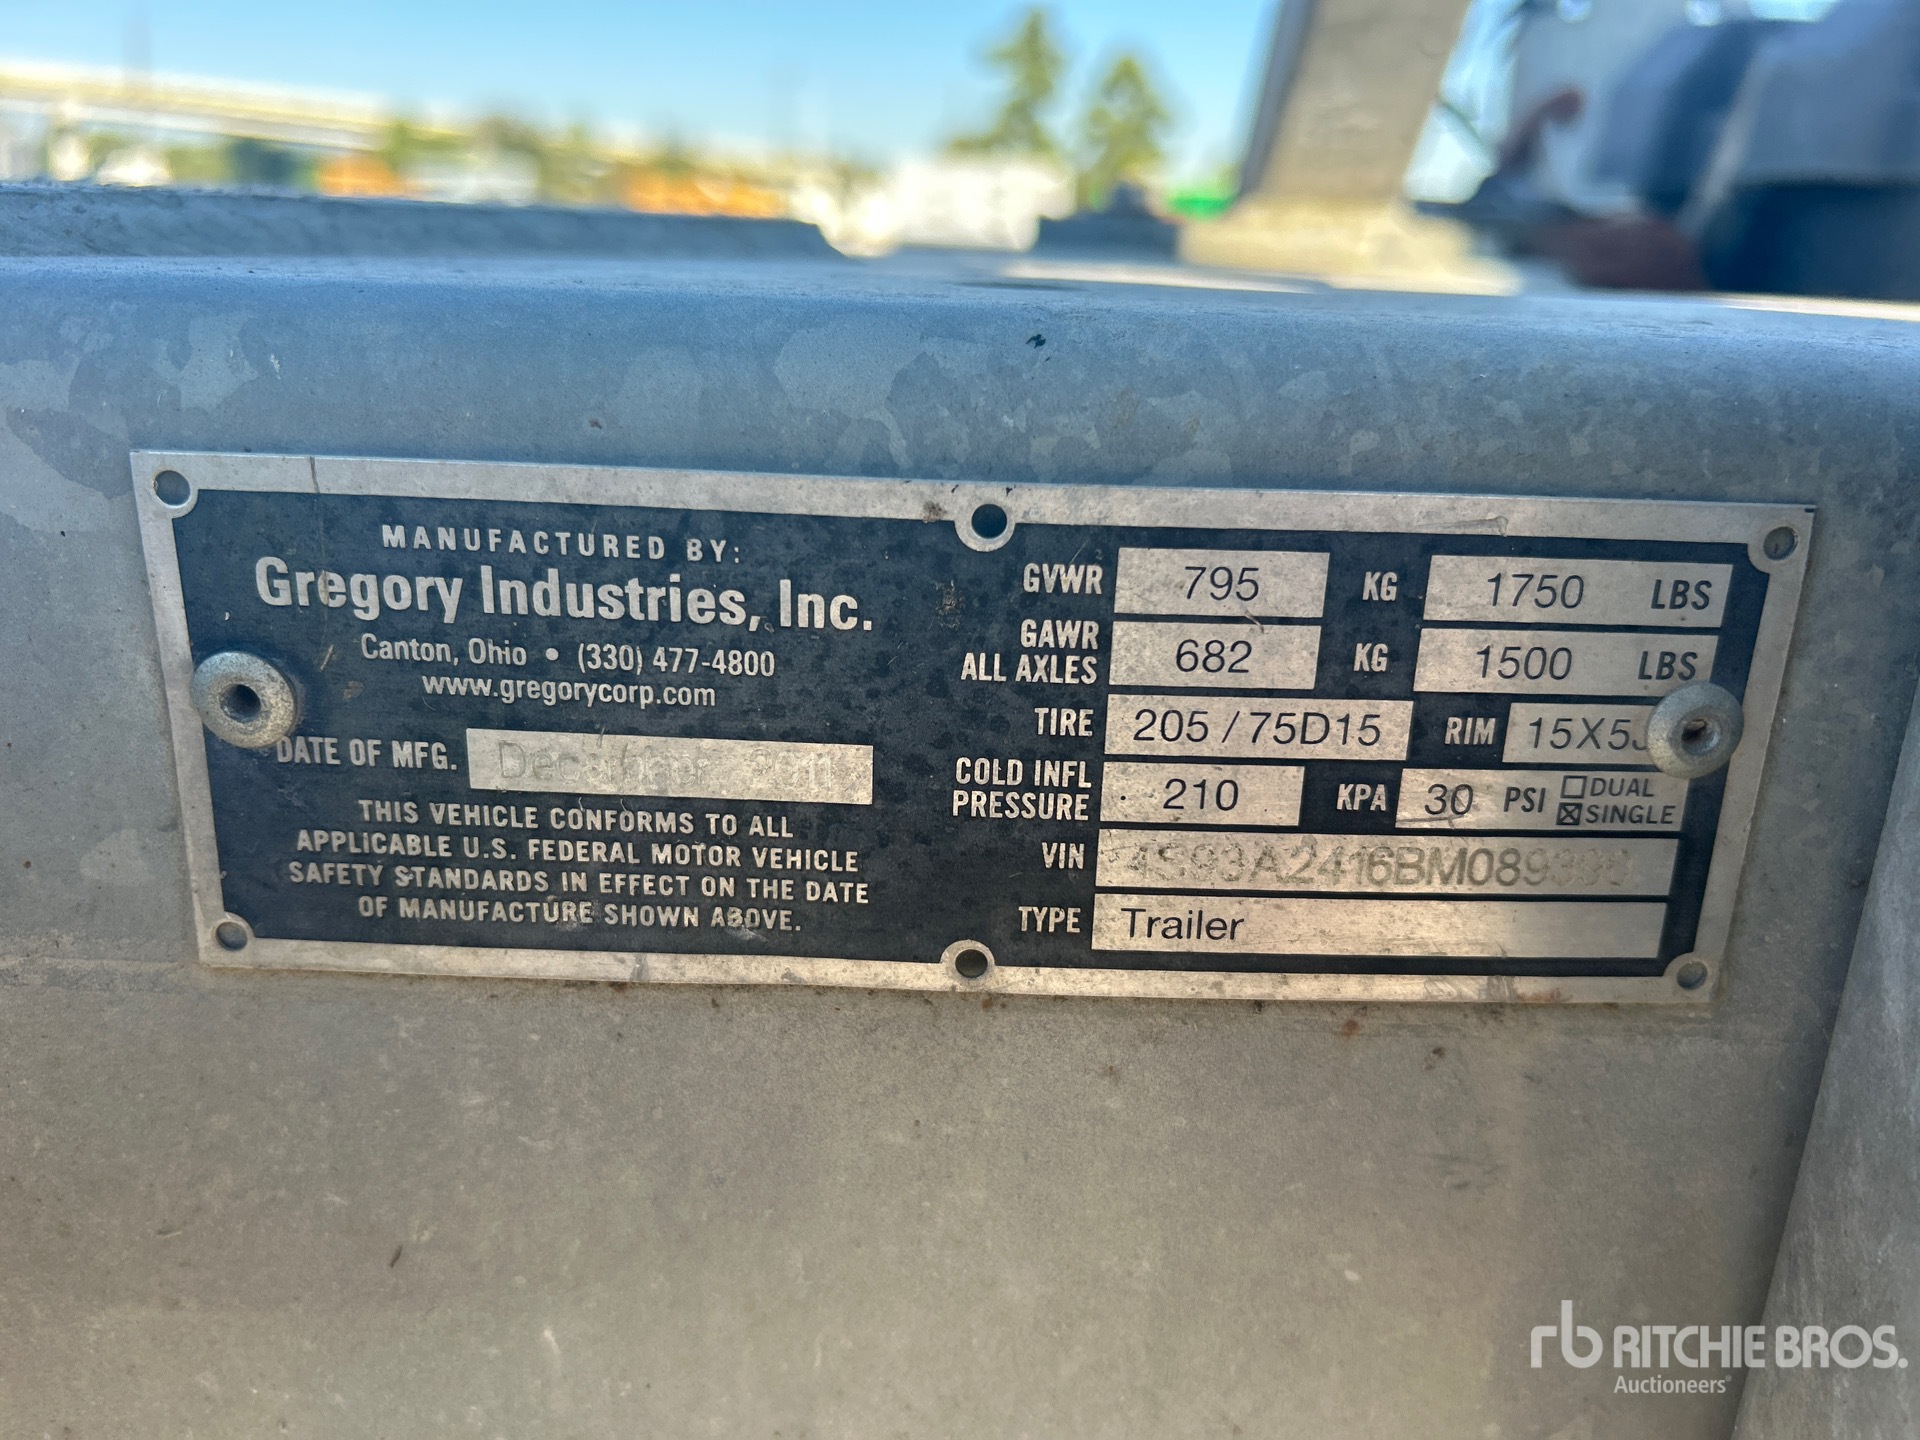 MANUFACTURED BY:
Gregory Industries, Inc.
Canton, Ohio • (330) 477-4800
www.gregorycorp.com
DATE OF MFG. December 2011
THIS VEHICLE CONFORMS TO ALL
APPLICABLE U.S. FEDERAL MOTOR VEHICLE
SAFETY STANDARDS IN EFFECT ON THE DATE
OF MANUFACTURE SHOWN ABOVE.
GVWR 795 KG 1750 LBS
GAWR
ALL AXLES 682 KG 1500 LBS
TIRE 205/75D15 RIM
COLD INFL
PRESSURE 210 KPA 30 PSI DUAL
SINGLE
VIN
TYPE Trailer
rb RITCHIE BROS.
Auctioneers